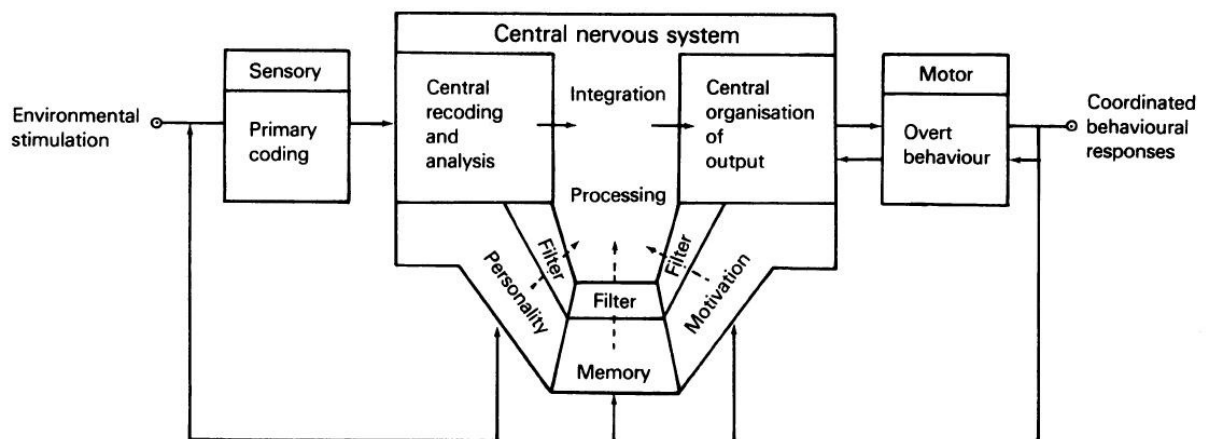 Central nervous system
Sensory
Motor
Environmental
stimulation
Primary
coding
Central
recoding
and
analysis
Integration
Processing
Central
organisation
of
output
Overt
behaviour
Coordinated
behavioural
responses
Filter
Filter
Filter
Personality
Motivation
Memory